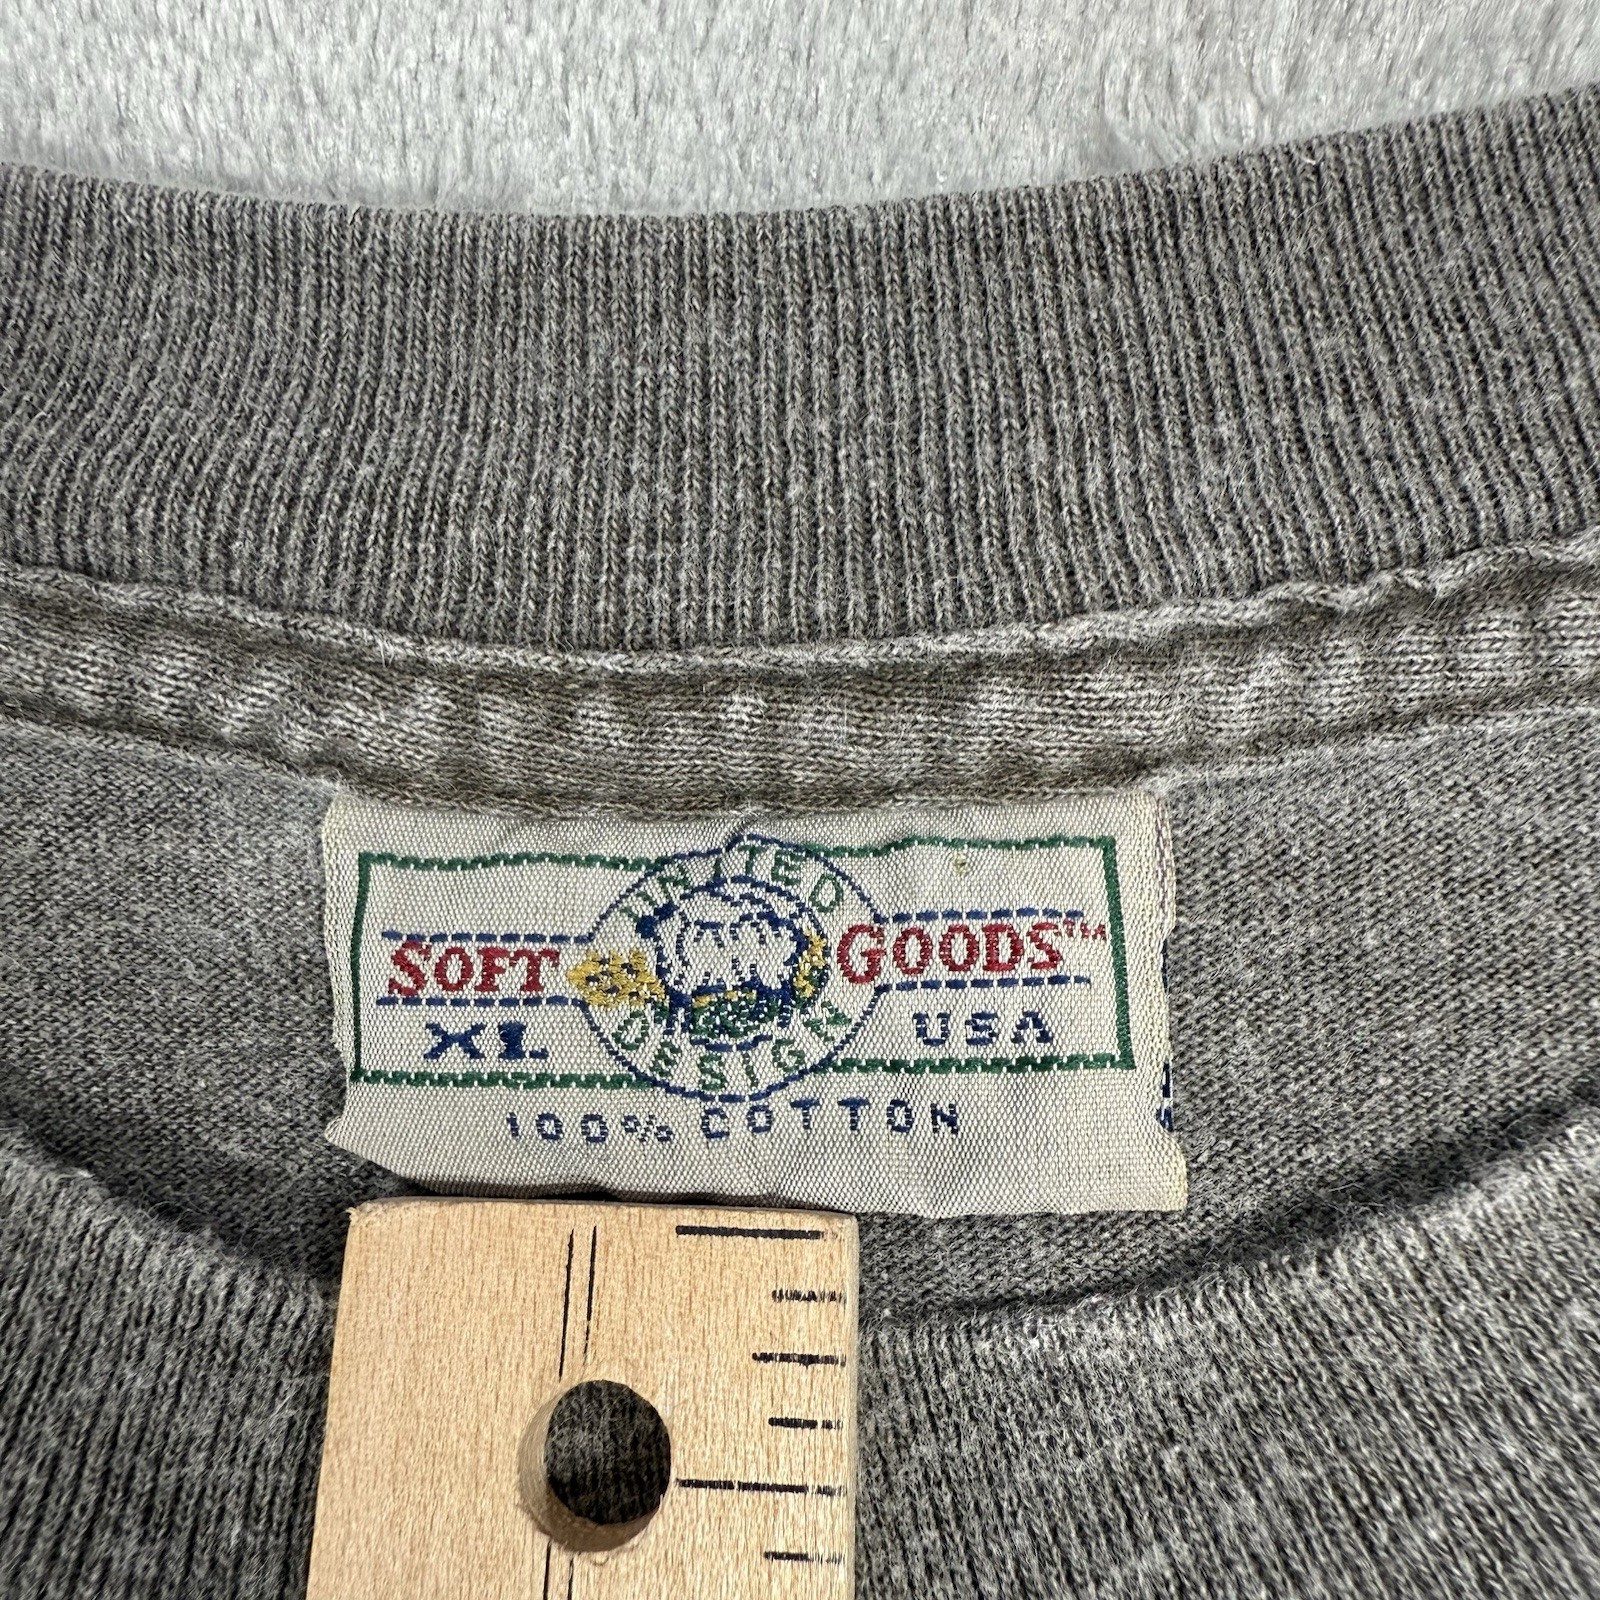 UNITED
SOFT GOODS™
DESIGN
XL USA
100% COTTON